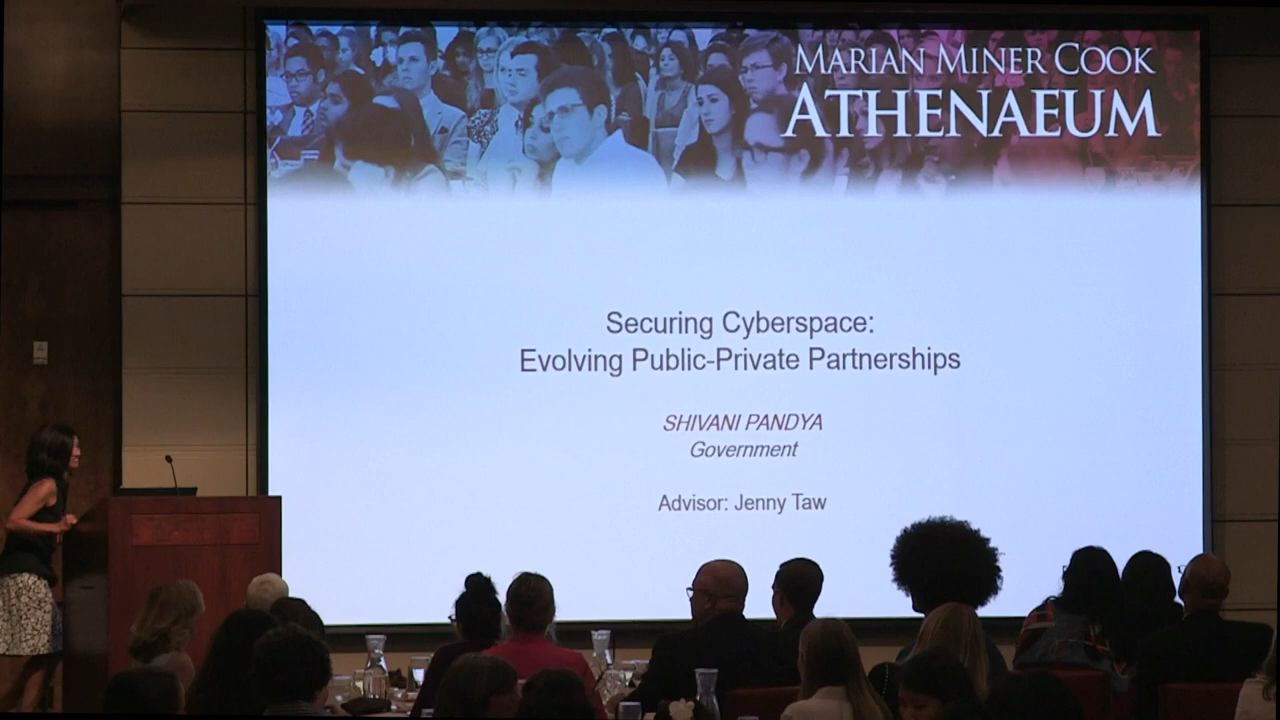 MARIAN MINER COOK
ATHENAEUM
Securing Cyberspace:
Evolving Public-Private Partnerships
SHIVANI PANDYA
Government
Advisor: Jenny Taw